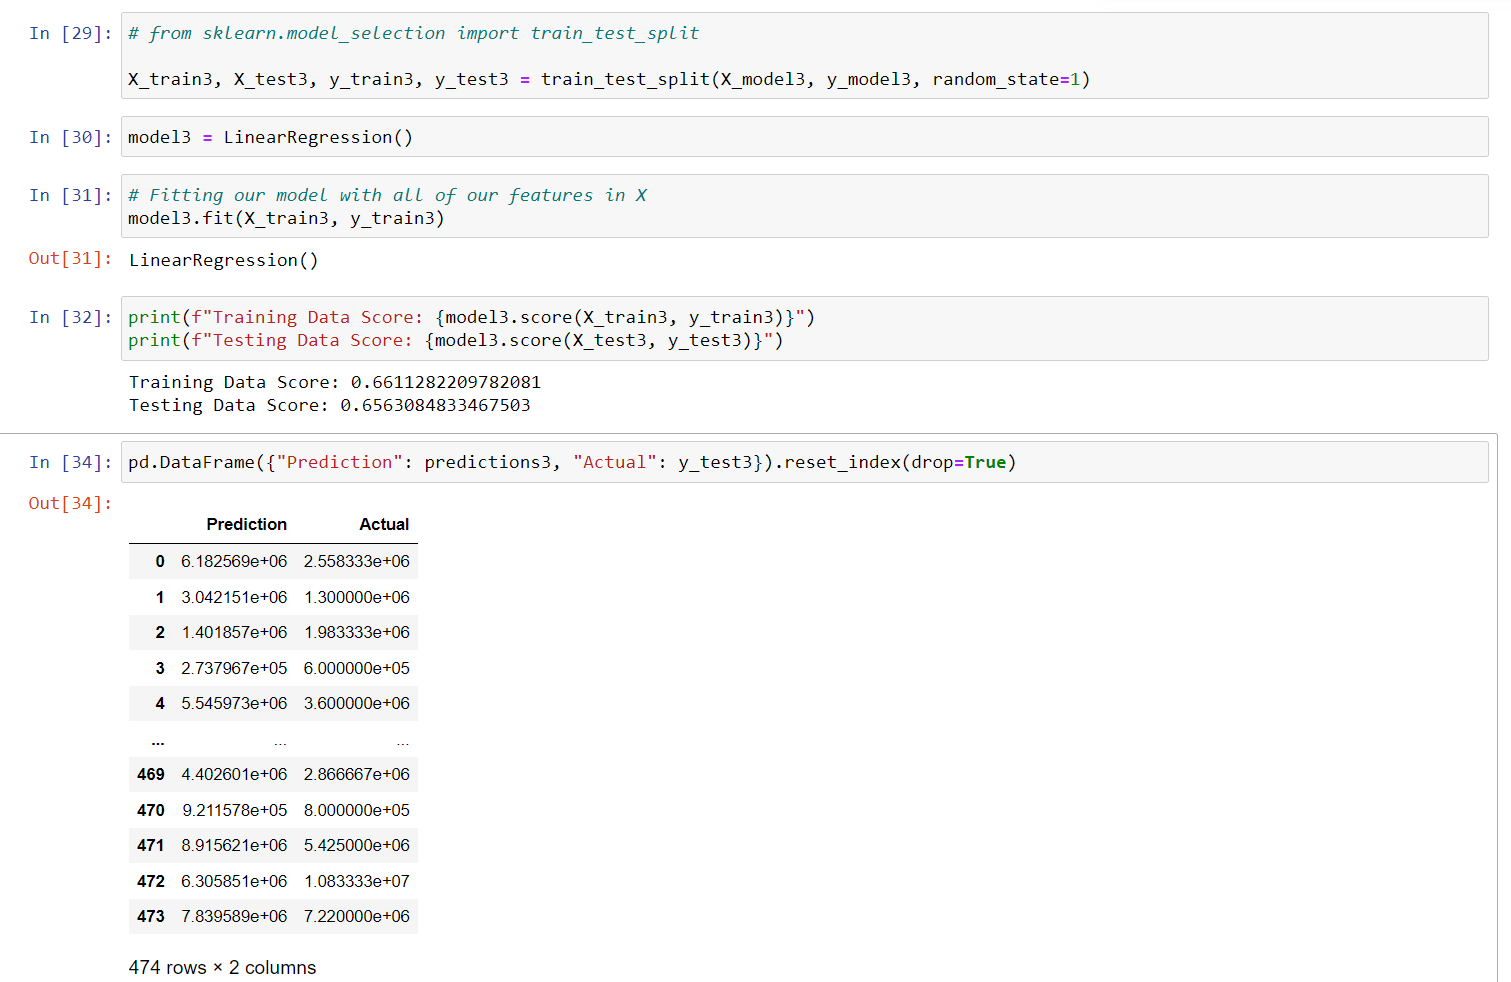 In [29]: # from sklearn.model_selection import train_test_split
X_train3, X_test3, y_train3, y_test3 = train_test_split(X_model3, y_model3, random_state=1)
In [30]: model3 = LinearRegression()
In [31]: # Fitting our model with all of our features in X
model3.fit(X_train3, y_train3)
Out[31]: LinearRegression()
In [32]: print(f"Training Data Score: {model3.score(X_train3, y_train3)}")
print(f"Testing Data Score: {model3.score(X_test3, y_test3)}")
Training Data Score: 0.6611282209782081
Testing Data Score: 0.6563084833467503
In [34]: pd.DataFrame({"Prediction": predictions3, "Actual": y_test3}).reset_index(drop=True)
Out[34]:
Prediction Actual
0 6.182569e+06 2.558333e+06
1 3.042151e+06 1.300000e+06
2 1.401857e+06 1.983333e+06
3 2.737967e+05 6.000000e+05
4 5.545973e+06 3.600000e+06
... ... ...
469 4.402601e+06 2.866667e+06
470 9.211578e+05 8.000000e+05
471 8.915621e+06 5.425000e+06
472 6.305851e+06 1.083333e+07
473 7.839589e+06 7.220000e+06
474 rows × 2 columns